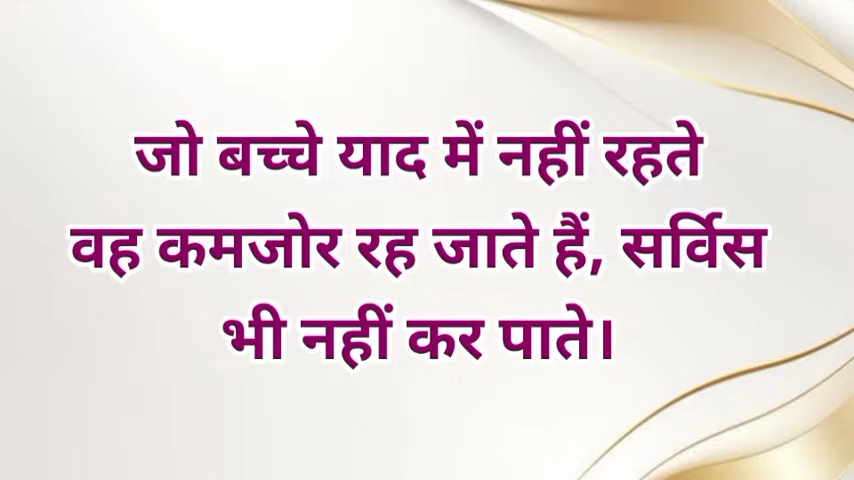 जो बच्चे याद में नहीं रहते
वह कमजोर रह जाते हैं, सर्विस
भी नहीं कर पाते।